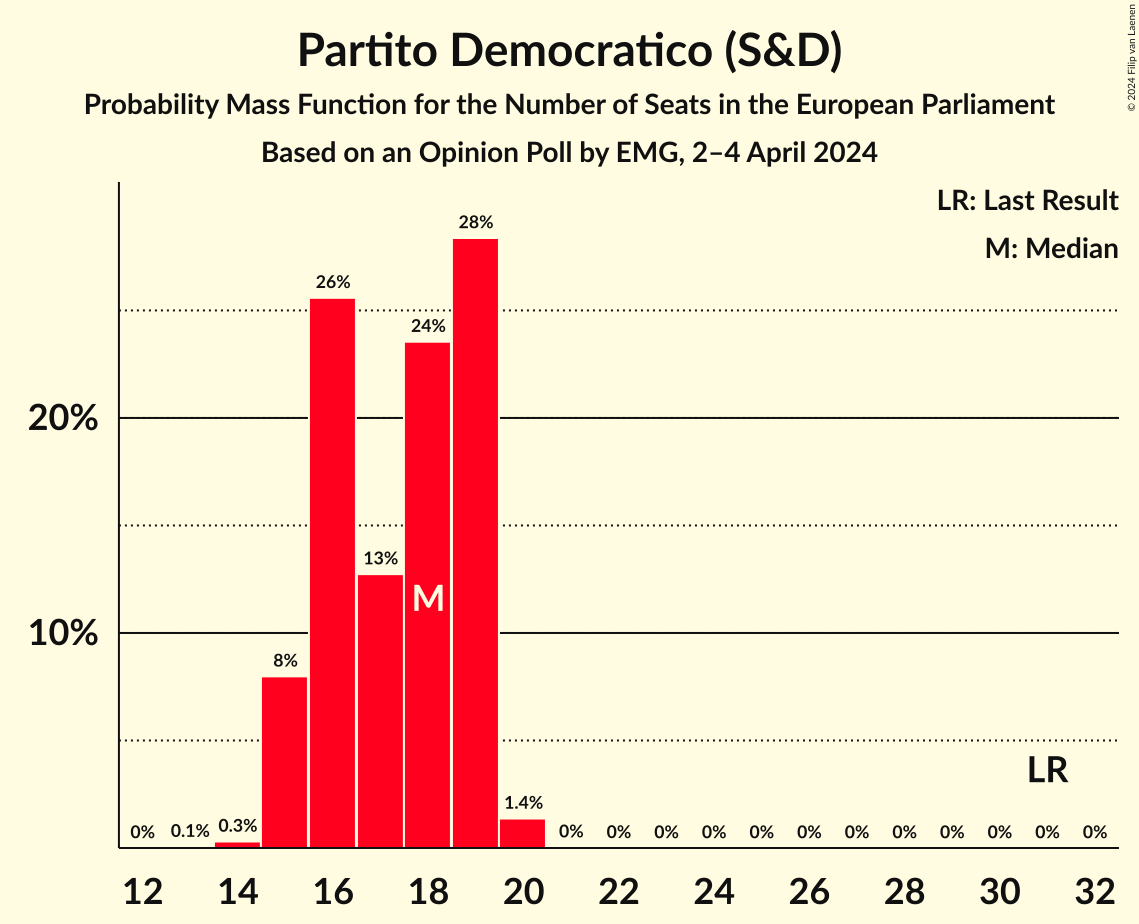 © 2024 Filip van Laenen
Partito Democratico (S&D)
Probability Mass Function for the Number of Seats in the European Parliament
Based on an Opinion Poll by EMG, 2–4 April 2024
LR: Last Result
M: Median
28%
26%
24%
20%
13%
M
10%
8%
LR
1.4%
0% 0.1% 0.3% 0% 0% 0% 0% 0% 0% 0% 0% 0% 0% 0% 0%
12 14 16 18 20 22 24 26 28 30 32